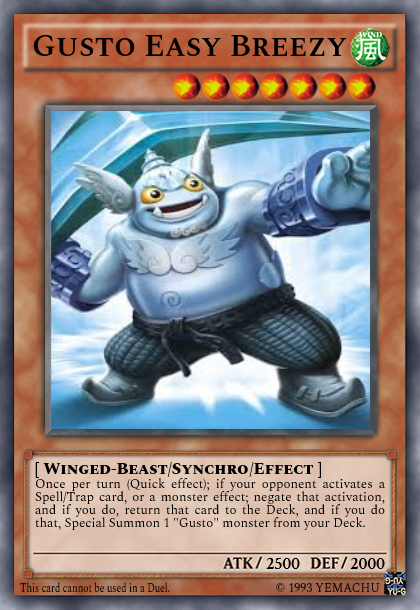 GUSTO EASY BREEZY
WIND
風
[ WINGED-BEAST/SYNCHRO/EFFECT ]
Once per turn (Quick effect); if your opponent activates a
Spell/Trap card, or a monster effect; negate that activation,
and if you do, return that card to the Deck, and if you do
that, Special Summon 1 "Gusto" monster from your Deck.
ATK / 2500 DEF / 2000
This card cannot be used in a Duel.
© 1993 YEMACHU
YU-G